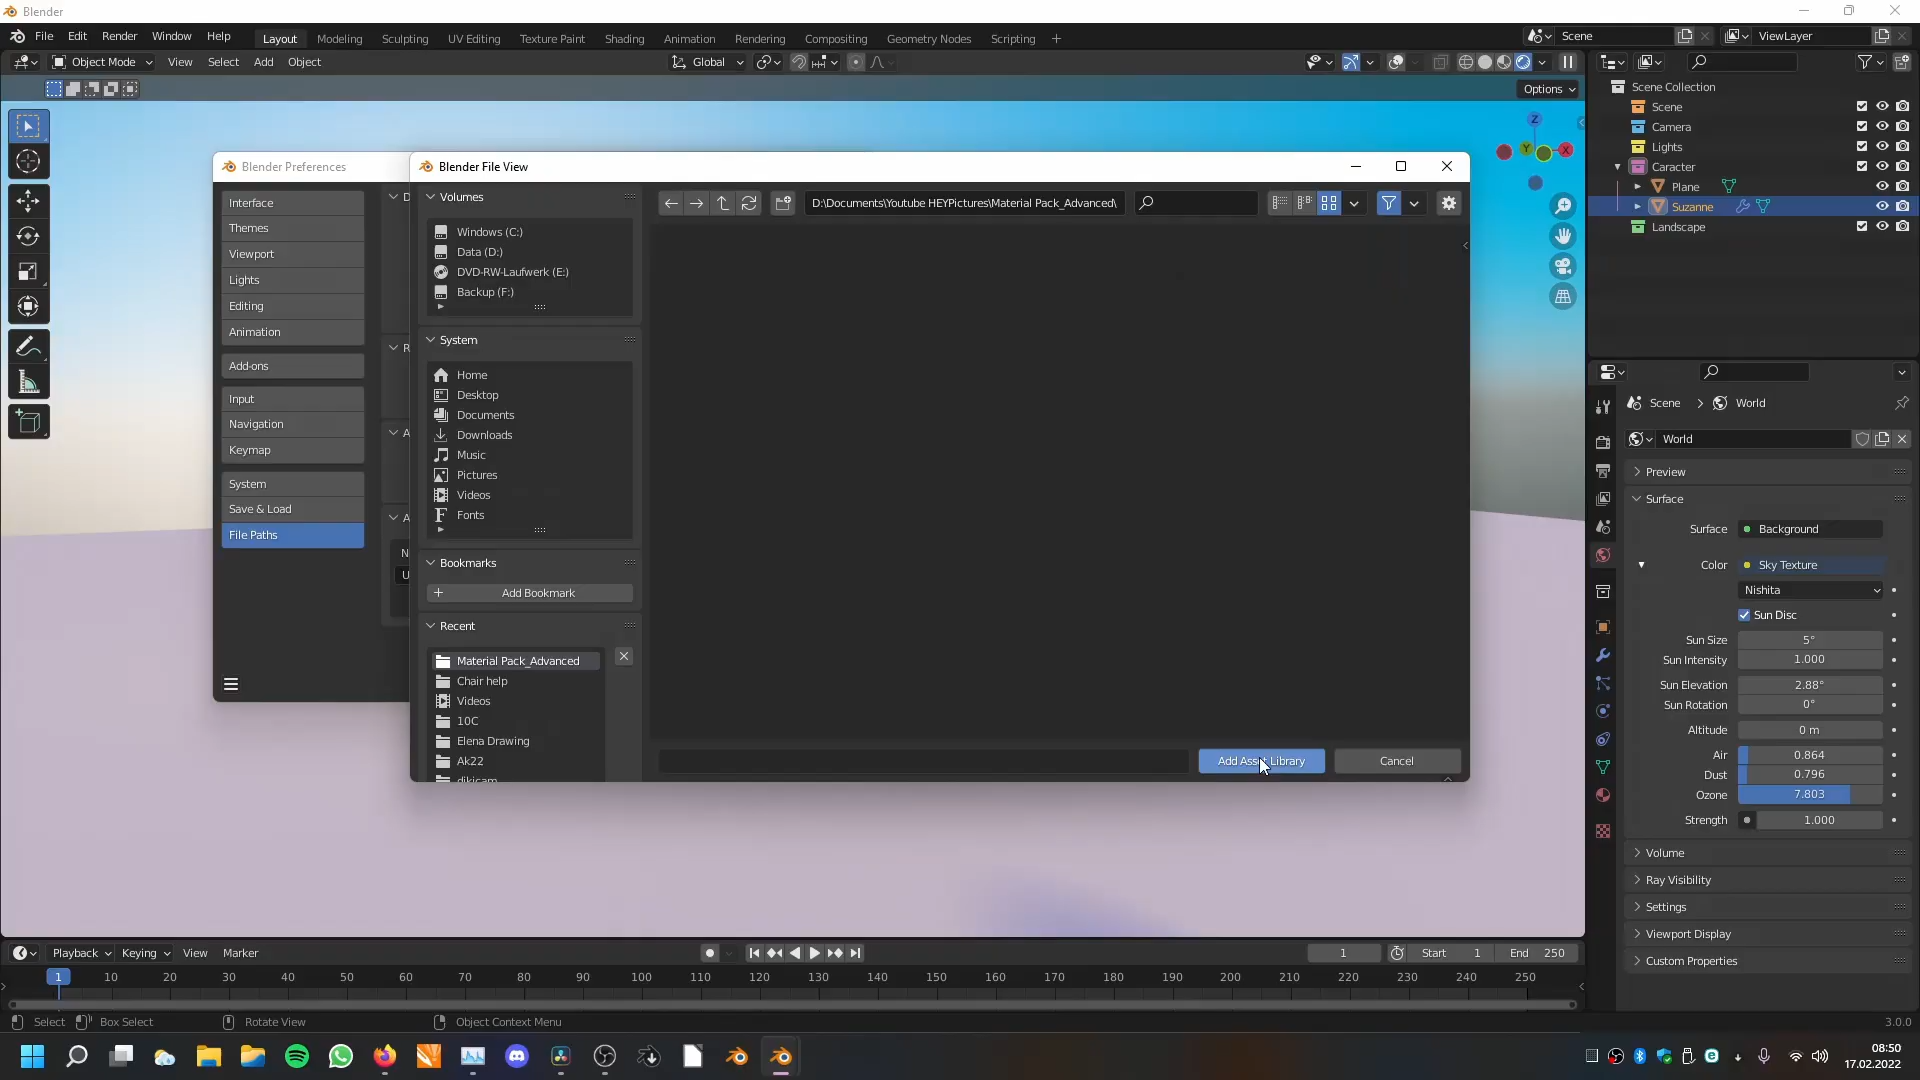 Blender
File Edit Render Window Help Layout Modeling Sculpting UV Editing Texture Paint Shading Animation Rendering Compositing Geometry Nodes Scripting Scene ViewLayer
Object Mode View Select Add Object Global
Options
Z
Y X
Scene Collection
Scene
Camera
Lights
Caracter
Plane
Suzanne
Landscape
Blender Preferences
Interface
Themes
Viewport
Lights
Editing
Animation
Add-ons
Input
Navigation
Keymap
System
Save & Load
File Paths
D
R
A
A
N
U
Blender File View
Volumes
Windows (C:)
Data (D:)
DVD-RW-Laufwerk (E:)
Backup (F:)
System
Home
Desktop
Documents
Downloads
Music
Pictures
Videos
Fonts
Bookmarks
Add Bookmark
Recent
Material Pack_Advanced
Chair help
Videos
10C
Elena Drawing
Ak22
dikicam
D:\Documents\Youtube HEYPictures\Material Pack_Advanced\
Add Asset Library Cancel
Scene World
World
Preview
Surface
Surface Background
Color Sky Texture
Nishita
Sun Disc
Sun Size 5°
Sun Intensity 1.000
Sun Elevation 2.88°
Sun Rotation 0°
Altitude 0 m
Air 0.864
Dust 0.796
Ozone 7.803
Strength 1.000
Volume
Ray Visibility
Settings
Viewport Display
Custom Properties
Playback Keying View Marker 1 Start 1 End 250
1 10 20 30 40 50 60 70 80 90 100 110 120 130 140 150 160 170 180 190 200 210 220 230 240 250
Select Box Select Rotate View Object Context Menu 3.0.0
08:50
17.02.2022